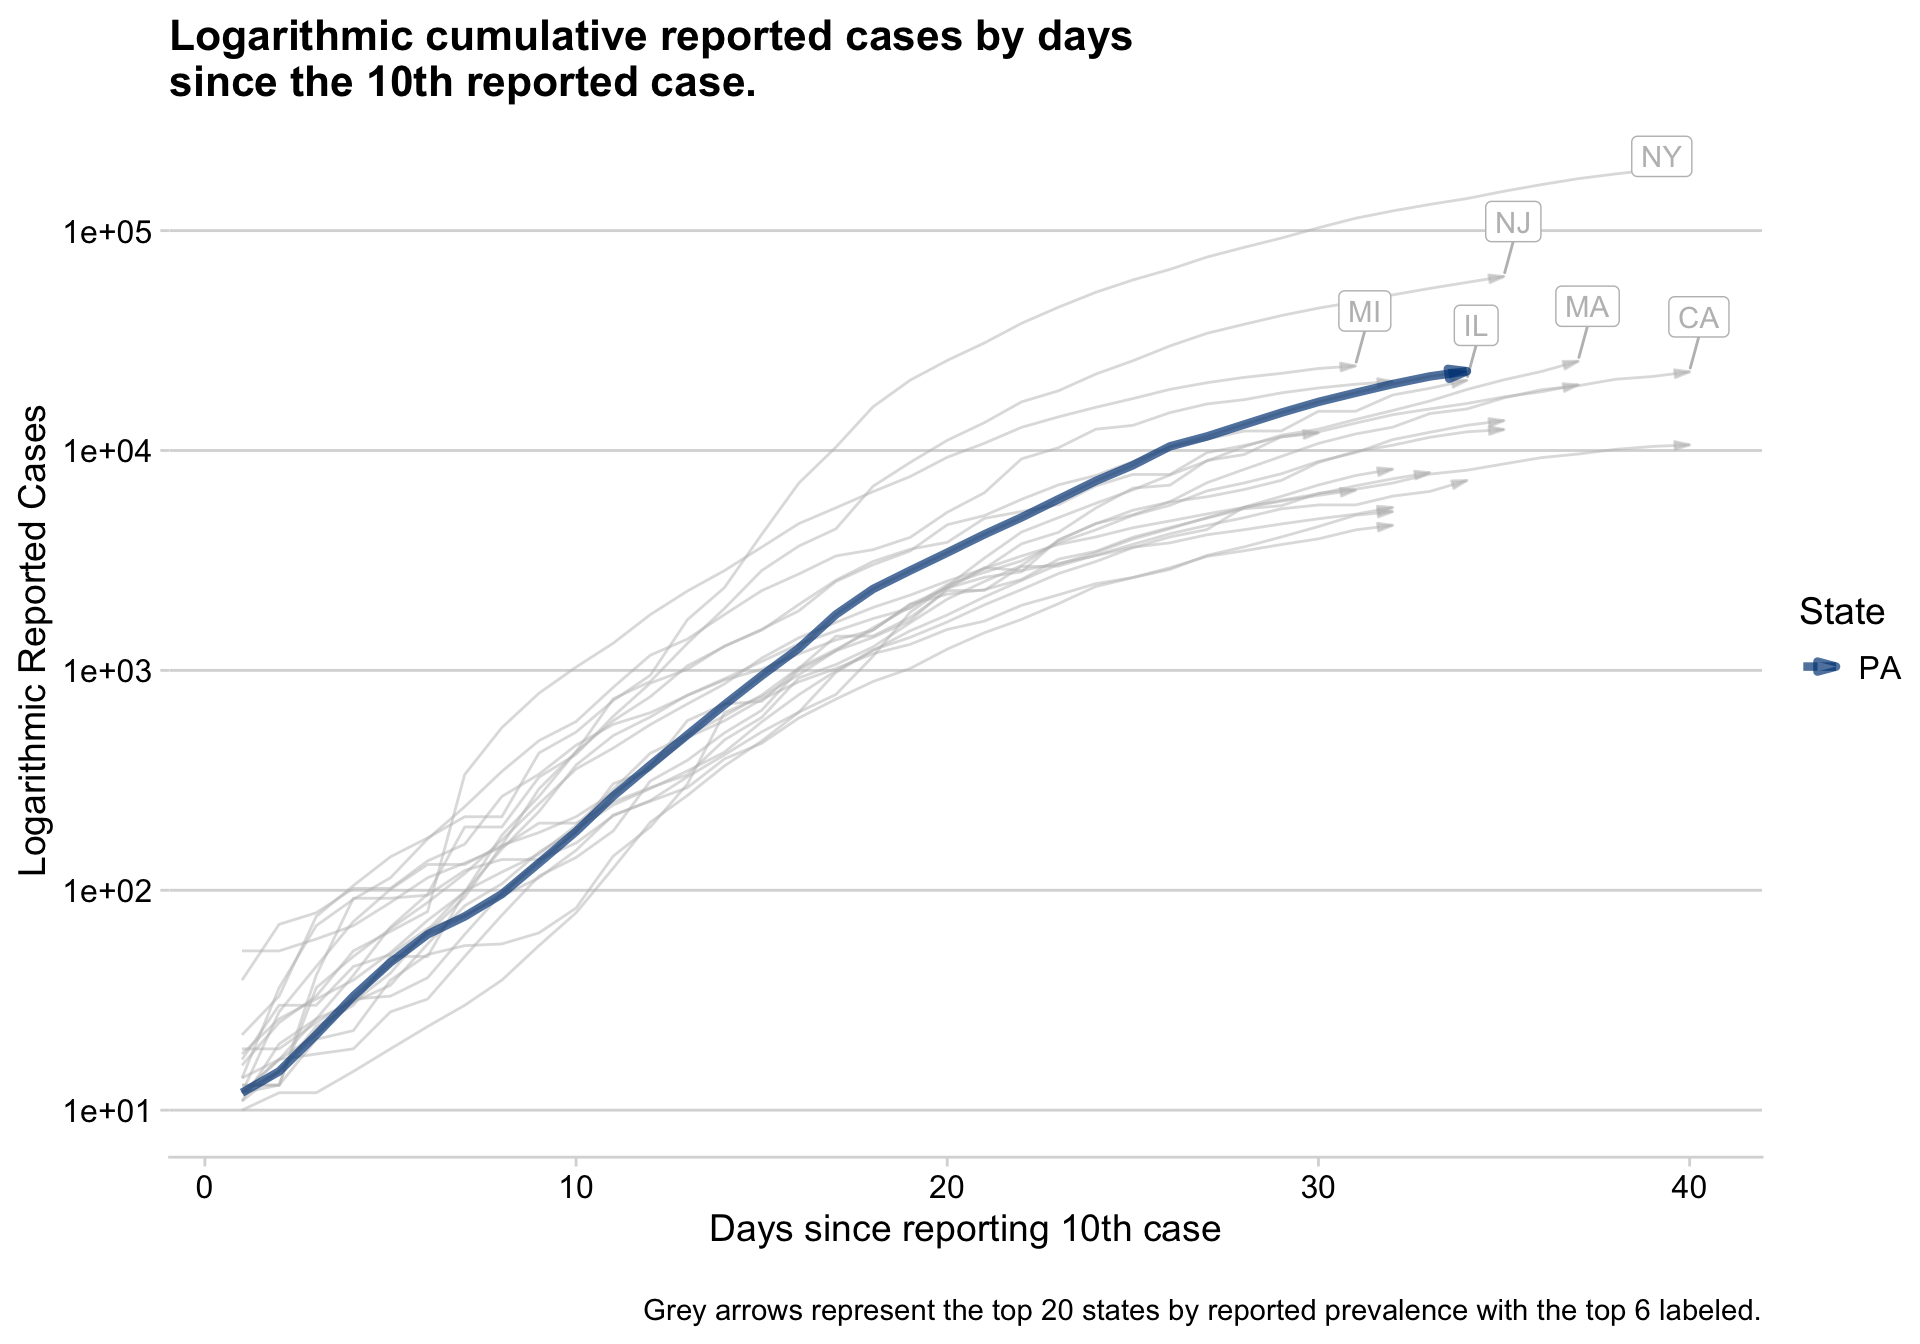 Logarithmic cumulative reported cases by days
since the 10th reported case.
NY
NJ
MI
IL
MA
CA
1e+05
1e+04
1e+03
1e+02
1e+01
Logarithmic Reported Cases
State
PA
0 10 20 30 40
Days since reporting 10th case
Grey arrows represent the top 20 states by reported prevalence with the top 6 labeled.